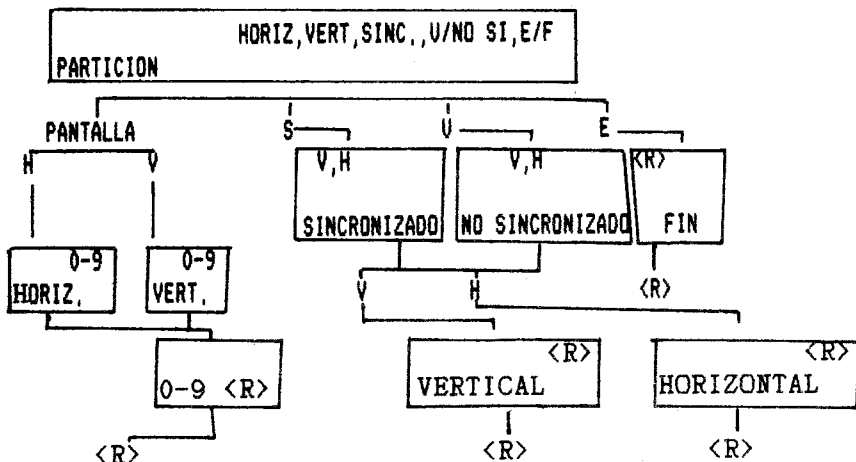 HORIZ,VERT,SINC,,U/NO SI,E/F
PARTICION
PANTALLA S U E
H V
V,H V,H <R>
SINCRONIZADO NO SINCRONIZADO FIN
0-9 0-9
HORIZ, VERT,
V H <R>
<R> <R>
0-9 <R> VERTICAL HORIZONTAL
<R> <R> <R>